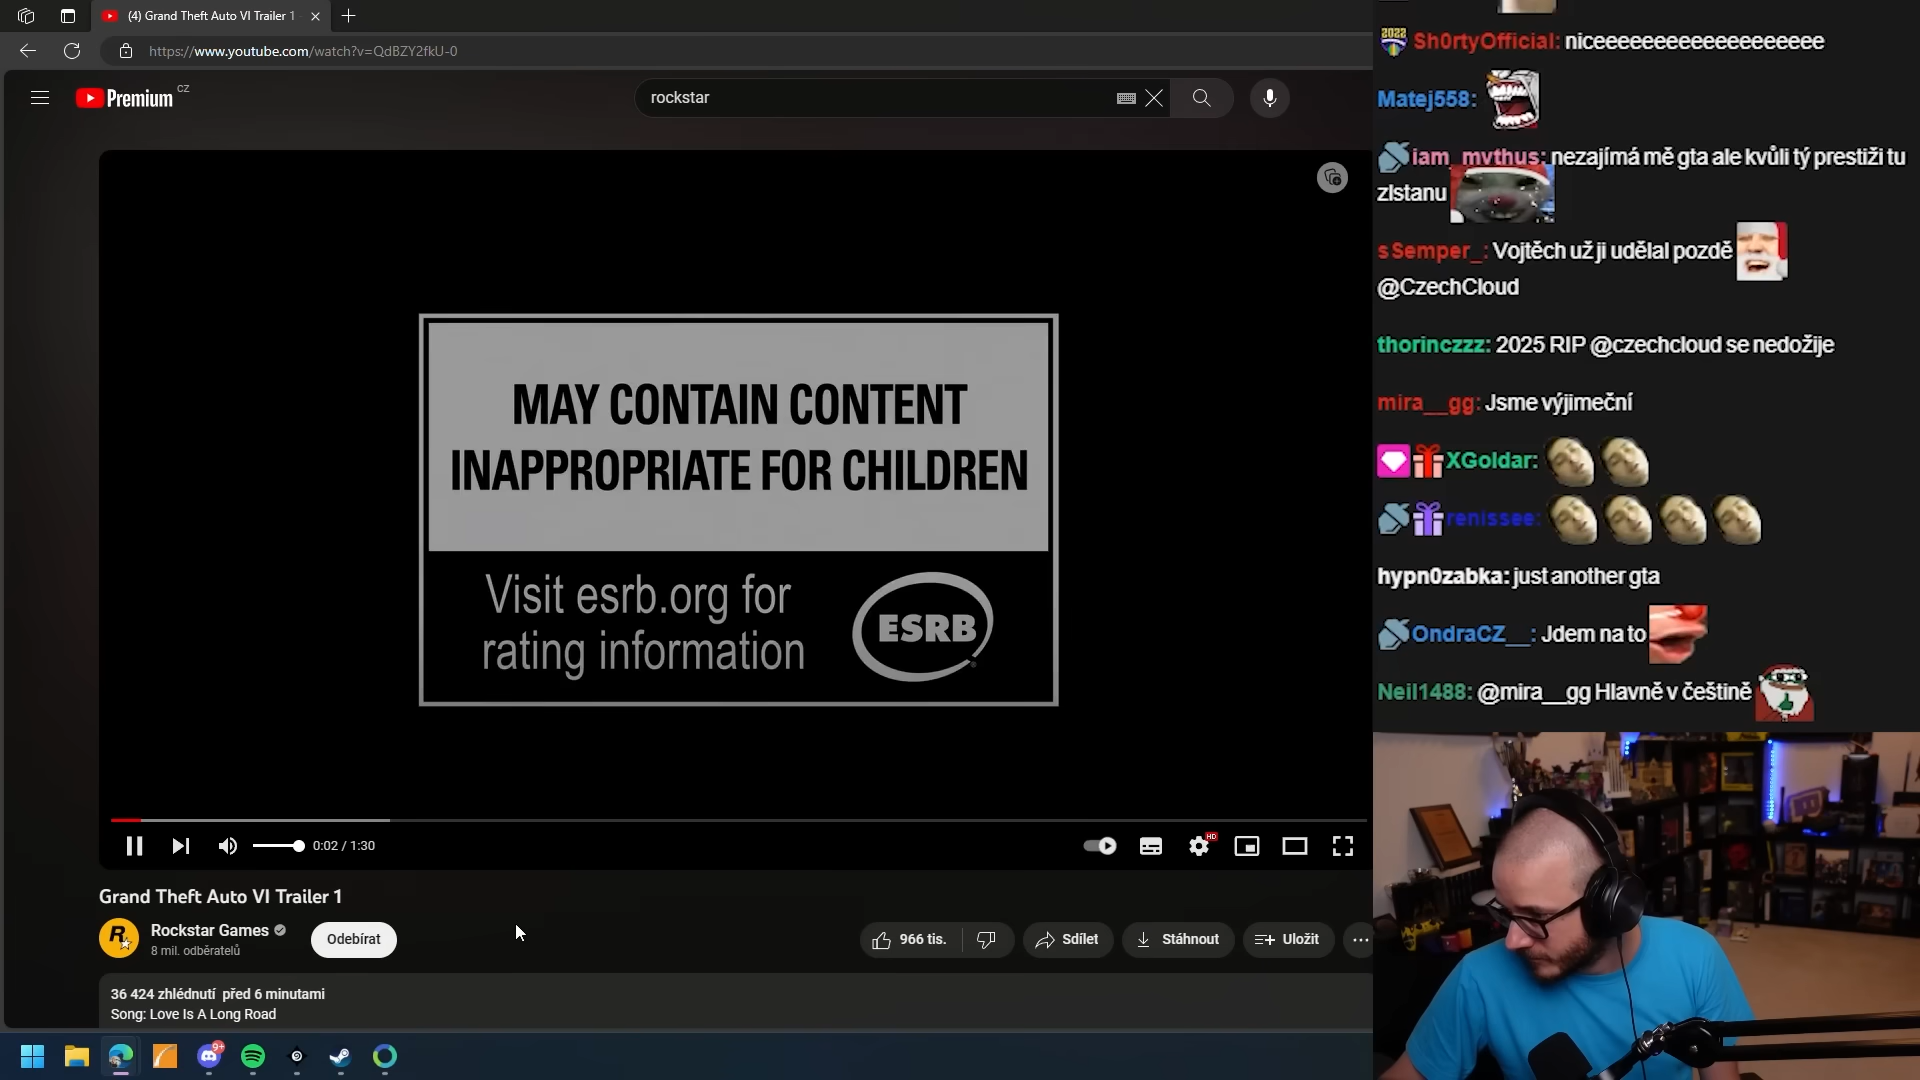 (4) Grand Theft Auto VI Trailer 1
https://www.youtube.com/watch?v=QdBZY2fkU-0
Premium CZ
rockstar
MAY CONTAIN CONTENT
INAPPROPRIATE FOR CHILDREN
Visit esrb.org for
rating information
ESRB
0:02 / 1:30
HD
Grand Theft Auto VI Trailer 1
Rockstar Games
8 mil. odběratelů
Odebírat
966 tis.
Sdílet
Stáhnout
Uložit
36 424 zhlédnutí před 6 minutami
Song: Love Is A Long Road
9+
2022 Sh0rtyOfficial: niceeeeeeeeeeeeeeeeeee
Matej558:
iam_mythus: nezajímá mě gta ale kvůli tý prestiži tu
zlstanu
sSemper_: Vojtěch už ji udělal pozdě
@CzechCloud
thorinczzz: 2025 RIP @czechcloud se nedožije
mira__gg: Jsme výjimeční
XGoldar:
renissee:
hypn0zabka: just another gta
OndraCZ__: Jdem na to
Neil1488: @mira__gg Hlavně v češtině